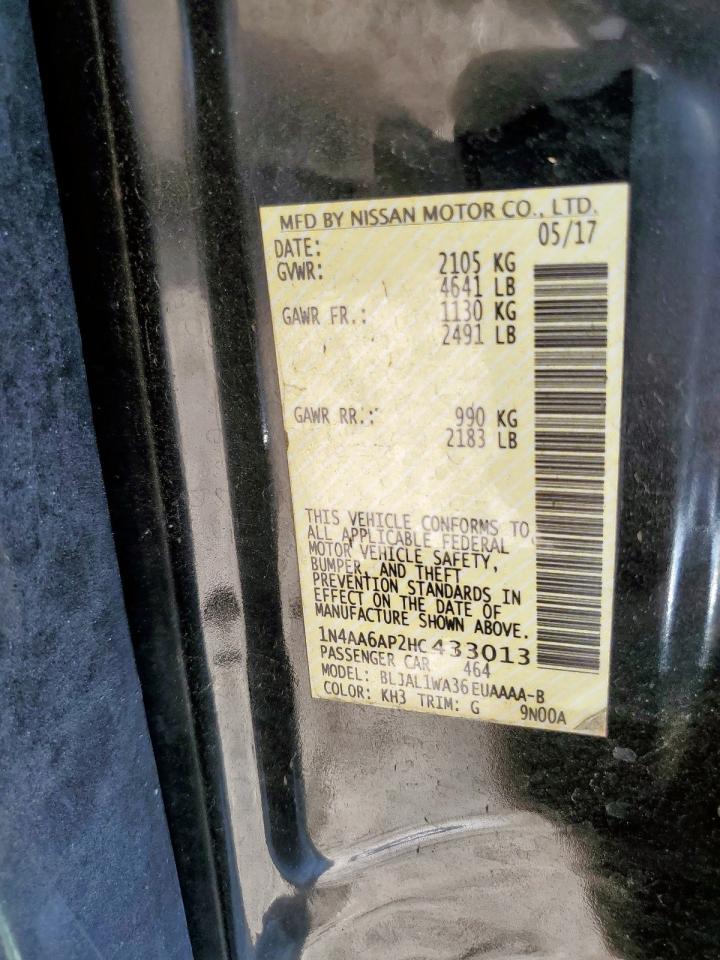 MFD BY NISSAN MOTOR CO., LTD.
DATE: 05/17
GVWR: 2105 KG
4641 LB
GAWR FR.: 1130 KG
2491 LB
GAWR RR.: 990 KG
2183 LB
THIS VEHICLE CONFORMS TO
ALL APPLICABLE FEDERAL
MOTOR VEHICLE SAFETY,
BUMPER, AND THEFT
PREVENTION STANDARDS IN
EFFECT ON THE DATE OF
MANUFACTURE SHOWN ABOVE.
1N4AA6AP2HC433013
PASSENGER CAR 464
MODEL: BLJAL1WA36EUAAAA-B
COLOR: KH3 TRIM: G 9N00A